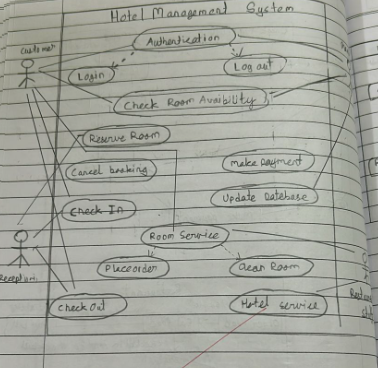 Hotel Management System
Customer
Authentication
Login
Log out
Check Room Avaibility
Reserve Room
Cancel booking
Make Payment
Check In
Update Database
Room Service
Place order
Clean Room
Check Out
Hotel Service